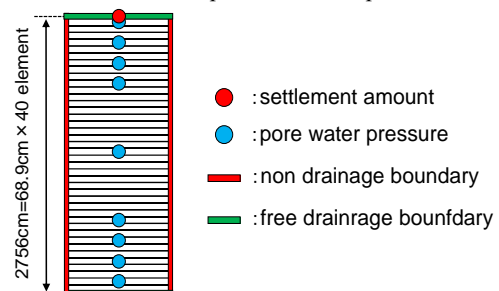 2756cm=68.9cm×40 element
:settlement amount
:pore water pressure
:non drainage boundary
:free drainrage bounfdary